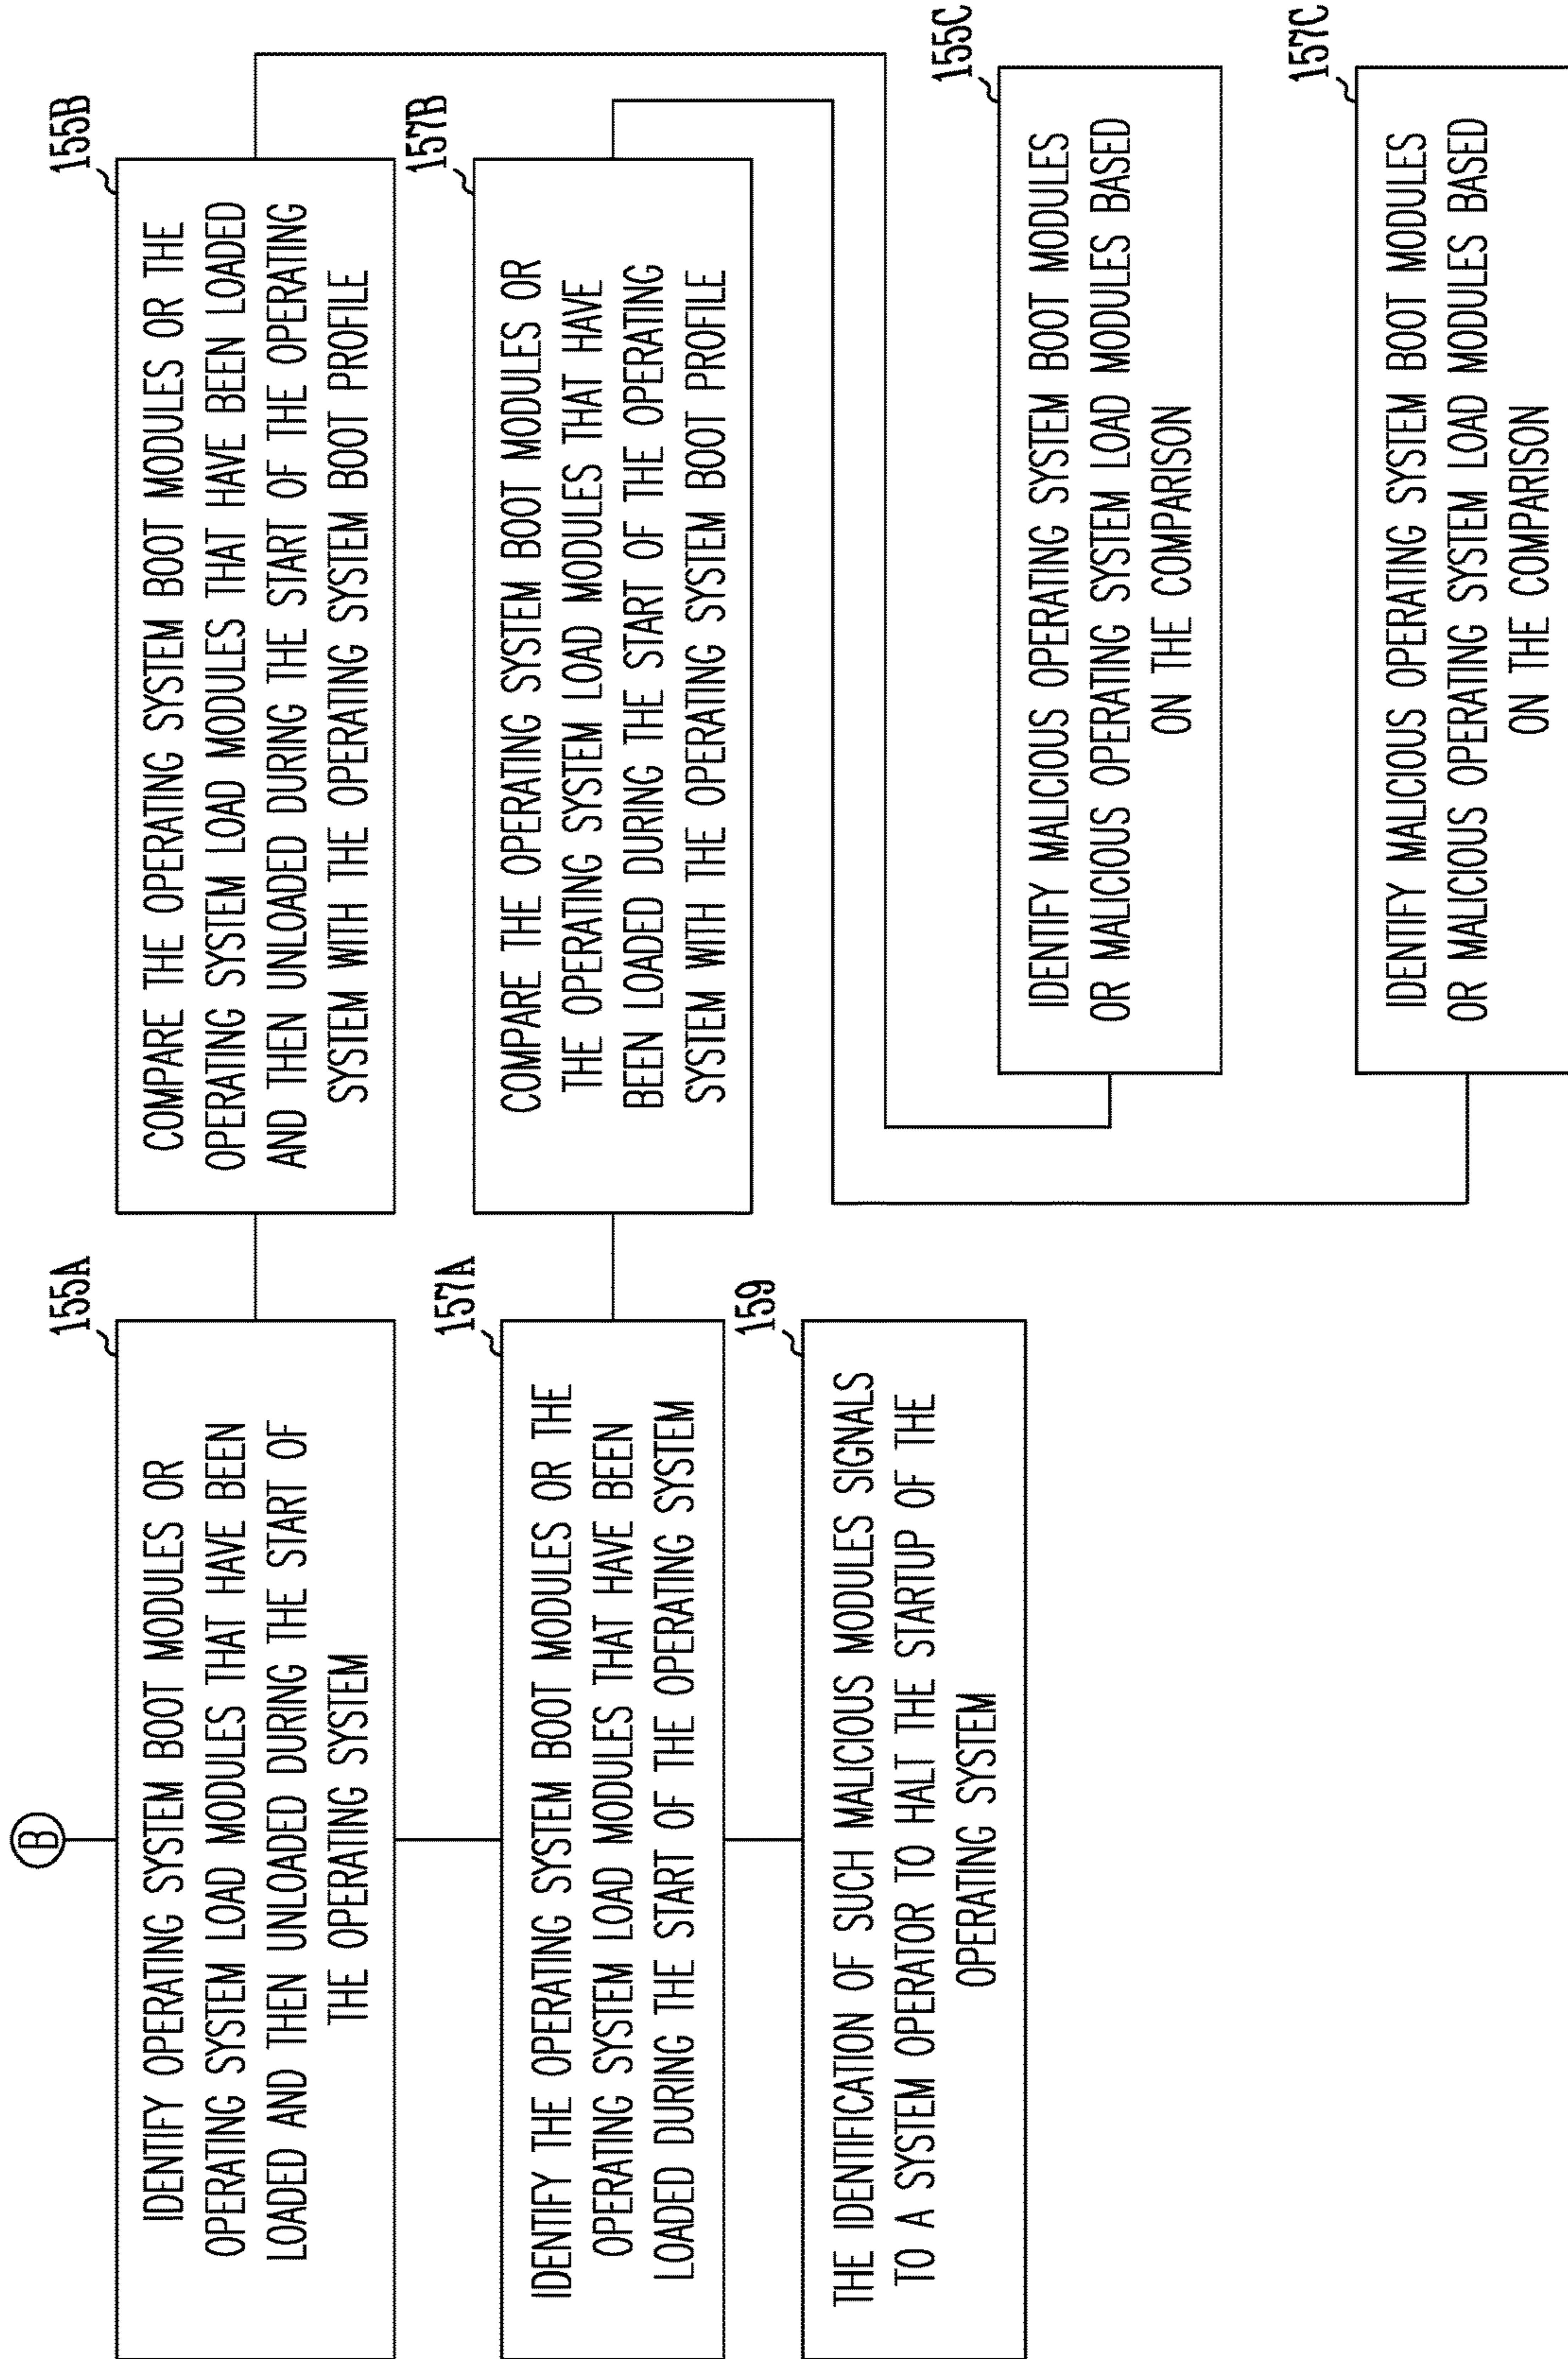 B
155A
IDENTIFY OPERATING SYSTEM BOOT MODULES OR
OPERATING SYSTEM LOAD MODULES THAT HAVE BEEN
LOADED AND THEN UNLOADED DURING THE START OF
THE OPERATING SYSTEM
155B
COMPARE THE OPERATING SYSTEM BOOT MODULES OR THE
OPERATING SYSTEM LOAD MODULES THAT HAVE BEEN LOADED
AND THEN UNLOADED DURING THE START OF THE OPERATING
SYSTEM WITH THE OPERATING SYSTEM BOOT PROFILE
157A
IDENTIFY THE OPERATING SYSTEM BOOT MODULES OR THE
OPERATING SYSTEM LOAD MODULES THAT HAVE BEEN
LOADED DURING THE START OF THE OPERATING SYSTEM
157B
COMPARE THE OPERATING SYSTEM BOOT MODULES OR
THE OPERATING SYSTEM LOAD MODULES THAT HAVE
BEEN LOADED DURING THE START OF THE OPERATING
SYSTEM WITH THE OPERATING SYSTEM BOOT PROFILE
159
THE IDENTIFICATION OF SUCH MALICIOUS MODULES SIGNALS
TO A SYSTEM OPERATOR TO HALT THE STARTUP OF THE
OPERATING SYSTEM
155C
IDENTIFY MALICIOUS OPERATING SYSTEM BOOT MODULES
OR MALICIOUS OPERATING SYSTEM LOAD MODULES BASED
ON THE COMPARISON
157C
IDENTIFY MALICIOUS OPERATING SYSTEM BOOT MODULES
OR MALICIOUS OPERATING SYSTEM LOAD MODULES BASED
ON THE COMPARISON